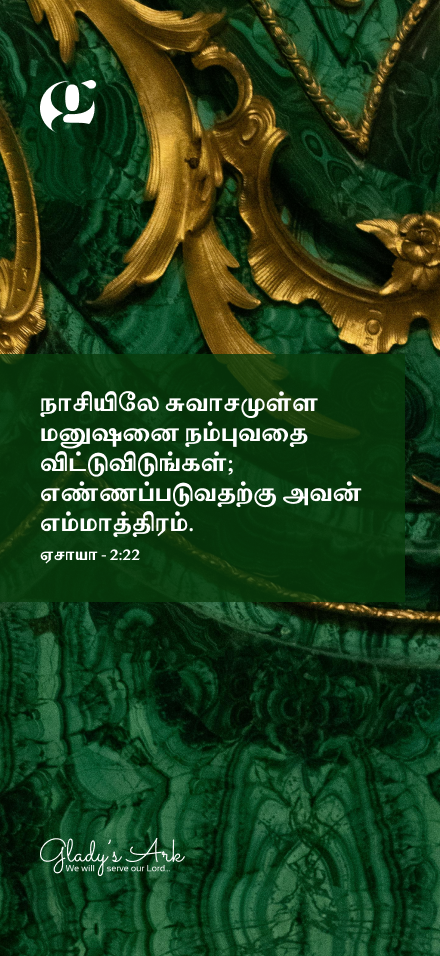 g
நாசியிலே சுவாசமுள்ள
மனுஷனை நம்புவதை
விட்டுவிடுங்கள்;
எண்ணப்படுவதற்கு அவன்
எம்மாத்திரம்.
ஏசாயா - 2:22
Glady's Ark
We will serve our Lord..